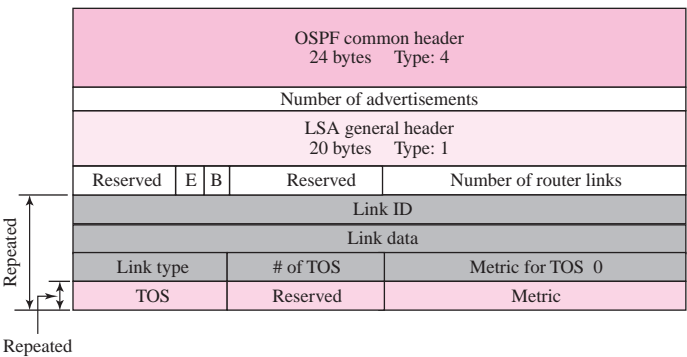 OSPF common header
24 bytes Type: 4
Number of advertisements
LSA general header
20 bytes Type: 1
Reserved E B Reserved Number of router links
Link ID
Link data
Link type # of TOS Metric for TOS 0
TOS Reserved Metric
Repeated
Repeated